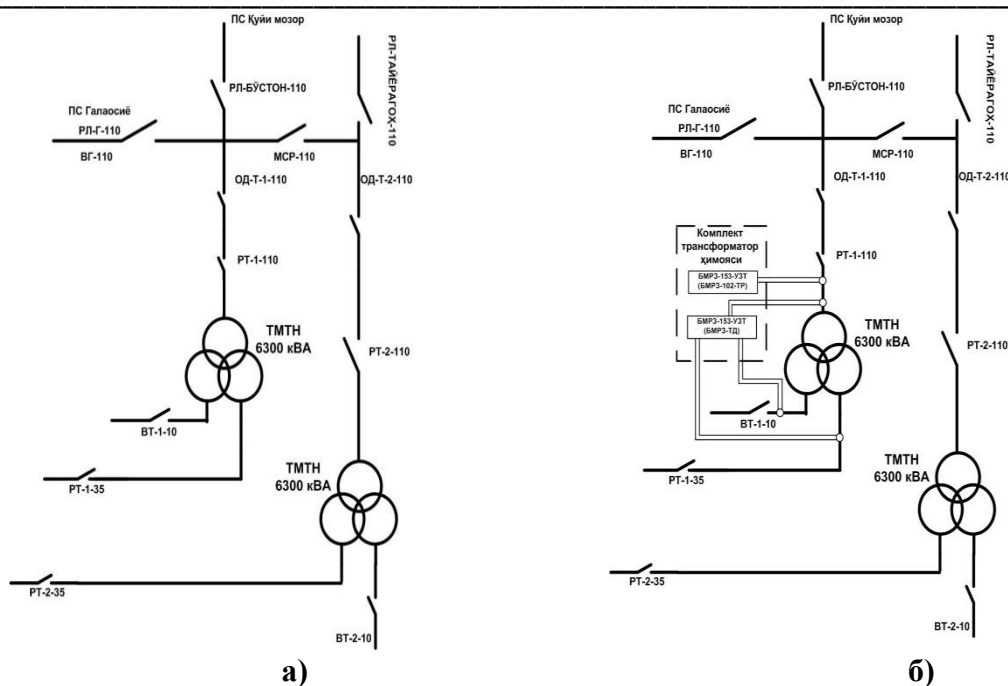 ПС Қуйи мозор
РЛ-ТАЙЁРАГОҲ-110
РЛ-БЎСТОН-110
ПС Галаосиё
РЛ-Г-110
ВГ-110
МСР-110
ОД-Т-1-110
ОД-Т-2-110
РТ-1-110
ТМТН
6300 кВА
РТ-2-110
ВТ-1-10
РТ-1-35
ТМТН
6300 кВА
РТ-2-35
ВТ-2-10
а)
ПС Қуйи мозор
РЛ-ТАЙЁРАГОҲ-110
РЛ-БЎСТОН-110
ПС Галаосиё
РЛ-Г-110
ВГ-110
МСР-110
ОД-Т-1-110
ОД-Т-2-110
Комплект
трансформатор
ҳимояси
РТ-1-110
БМРЗ-153-УЗТ
(БМРЗ-102-ТР)
БМРЗ-153-УЗТ
(БМРЗ-ТД)
ТМТН
6300 кВА
РТ-2-110
ВТ-1-10
РТ-1-35
ТМТН
6300 кВА
РТ-2-35
ВТ-2-10
б)